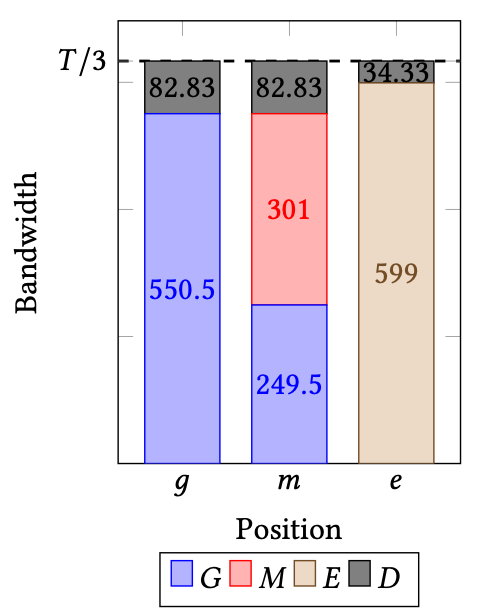 T/3
82.83 82.83 34.33
301
550.5 599
249.5
Bandwidth
g m e
Position
G M E D